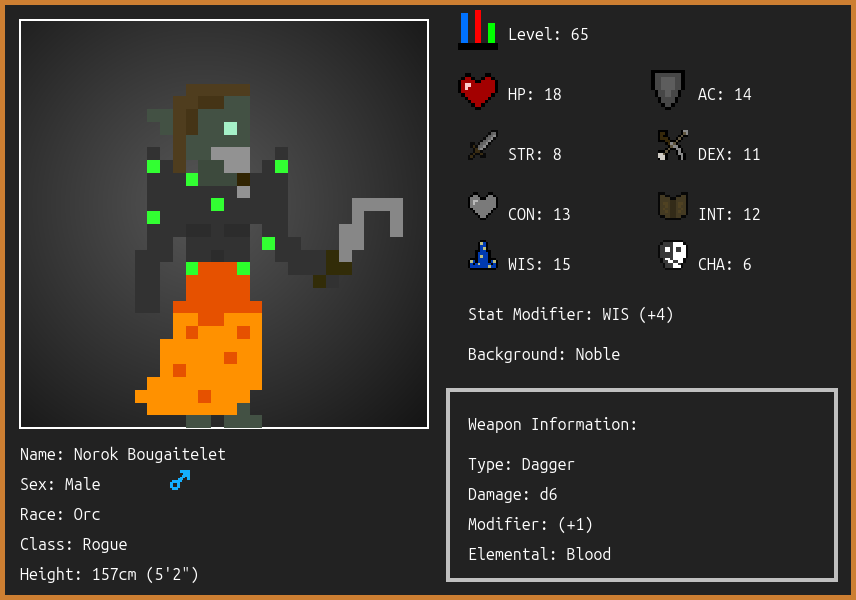 Level: 65
HP: 18
AC: 14
STR: 8
DEX: 11
CON: 13
INT: 12
WIS: 15
CHA: 6
Stat Modifier: WIS (+4)
Background: Noble
Weapon Information:
Type: Dagger
Damage: d6
Modifier: (+1)
Elemental: Blood
Name: Norok Bougaitelet
Sex: Male
Race: Orc
Class: Rogue
Height: 157cm (5'2")